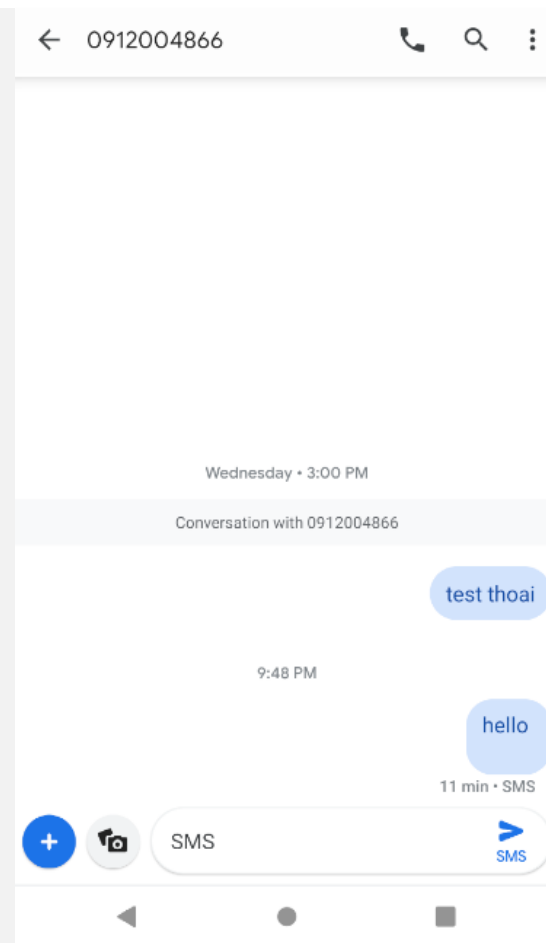 0912004866
Wednesday • 3:00 PM
Conversation with 0912004866
test thoai
9:48 PM
hello
11 min • SMS
SMS
SMS